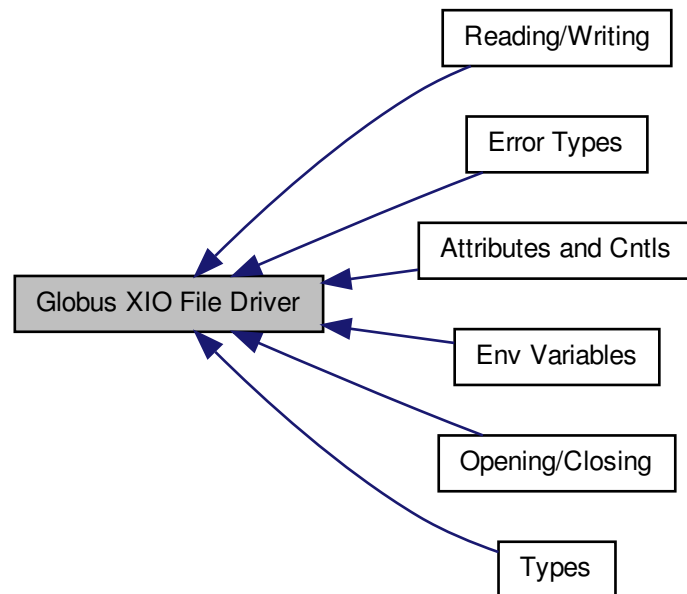 Reading/Writing
Error Types
Attributes and Cntls
Globus XIO File Driver
Env Variables
Opening/Closing
Types